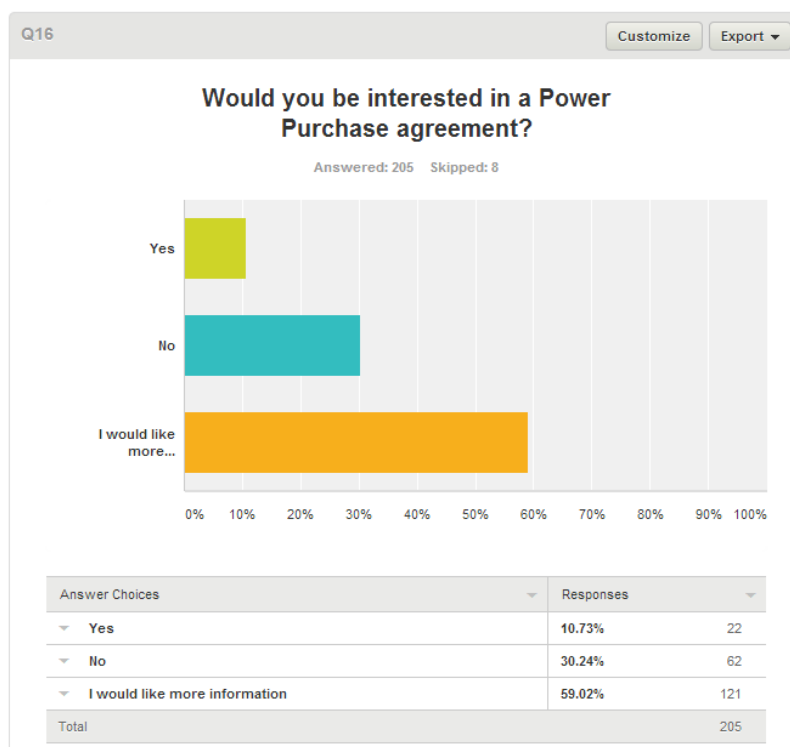 Q16
Customize
Export
Would you be interested in a Power
Purchase agreement?
Answered: 205 Skipped: 8
Yes
No
I would like
more...
0% 10% 20% 30% 40% 50% 60% 70% 80% 90% 100%
Answer Choices Responses
Yes 10.73% 22
No 30.24% 62
I would like more information 59.02% 121
Total 205